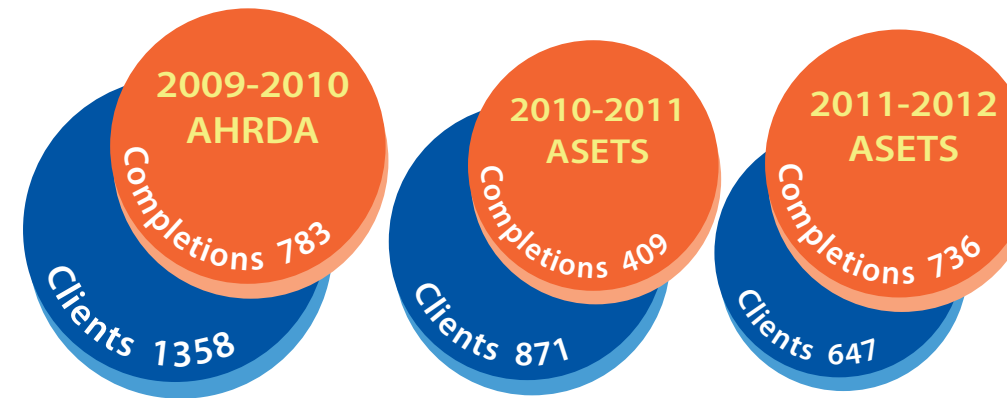 2009-2010
AHRDA
Completions 783
Clients 1358
2010-2011
ASETS
Completions 409
Clients 871
2011-2012
ASETS
Completions 736
Clients 647